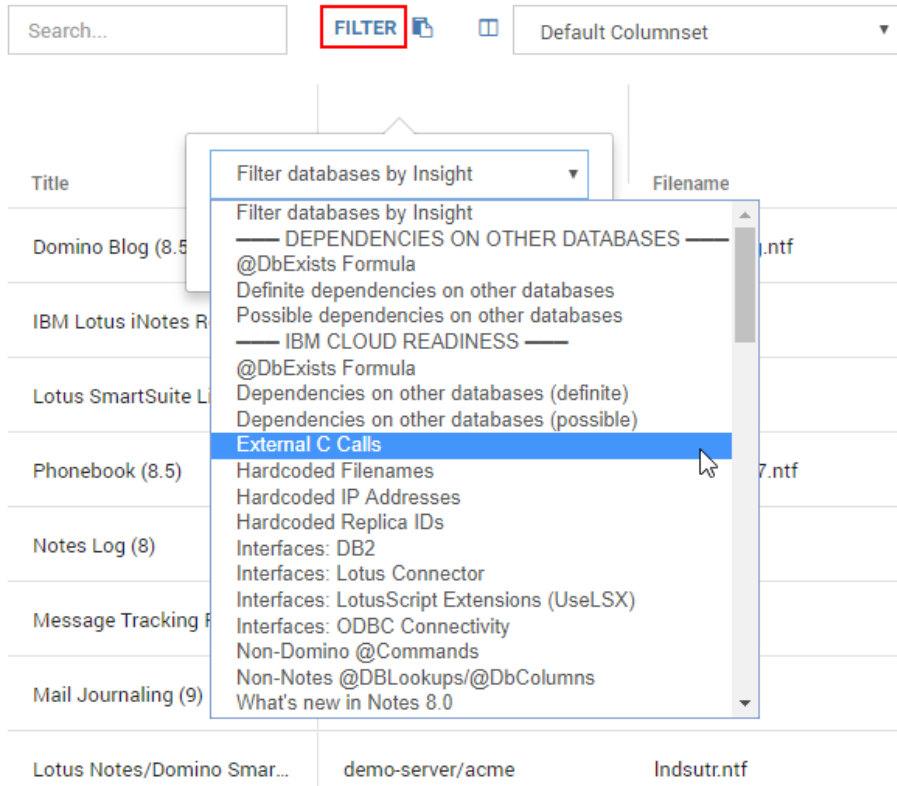 Search...
FILTER
Default Columnset
Title
Filter databases by Insight
Filename
Filter databases by Insight
DEPENDENCIES ON OTHER DATABASES
@DbExists Formula
Definite dependencies on other databases
Possible dependencies on other databases
IBM CLOUD READINESS
@DbExists Formula
Dependencies on other databases (definite)
Dependencies on other databases (possible)
External C Calls
Hardcoded Filenames
Hardcoded IP Addresses
Hardcoded Replica IDs
Interfaces: DB2
Interfaces: Lotus Connector
Interfaces: LotusScript Extensions (UseLSX)
Interfaces: ODBC Connectivity
Non-Domino @Commands
Non-Notes @DBLookups/@DbColumns
What's new in Notes 8.0
Domino Blog (8.5
.ntf
IBM Lotus iNotes R
Lotus SmartSuite Li
Phonebook (8.5)
7.ntf
Notes Log (8)
Message Tracking
Mail Journaling (9)
Lotus Notes/Domino Smar... demo-server/acme lndsutr.ntf